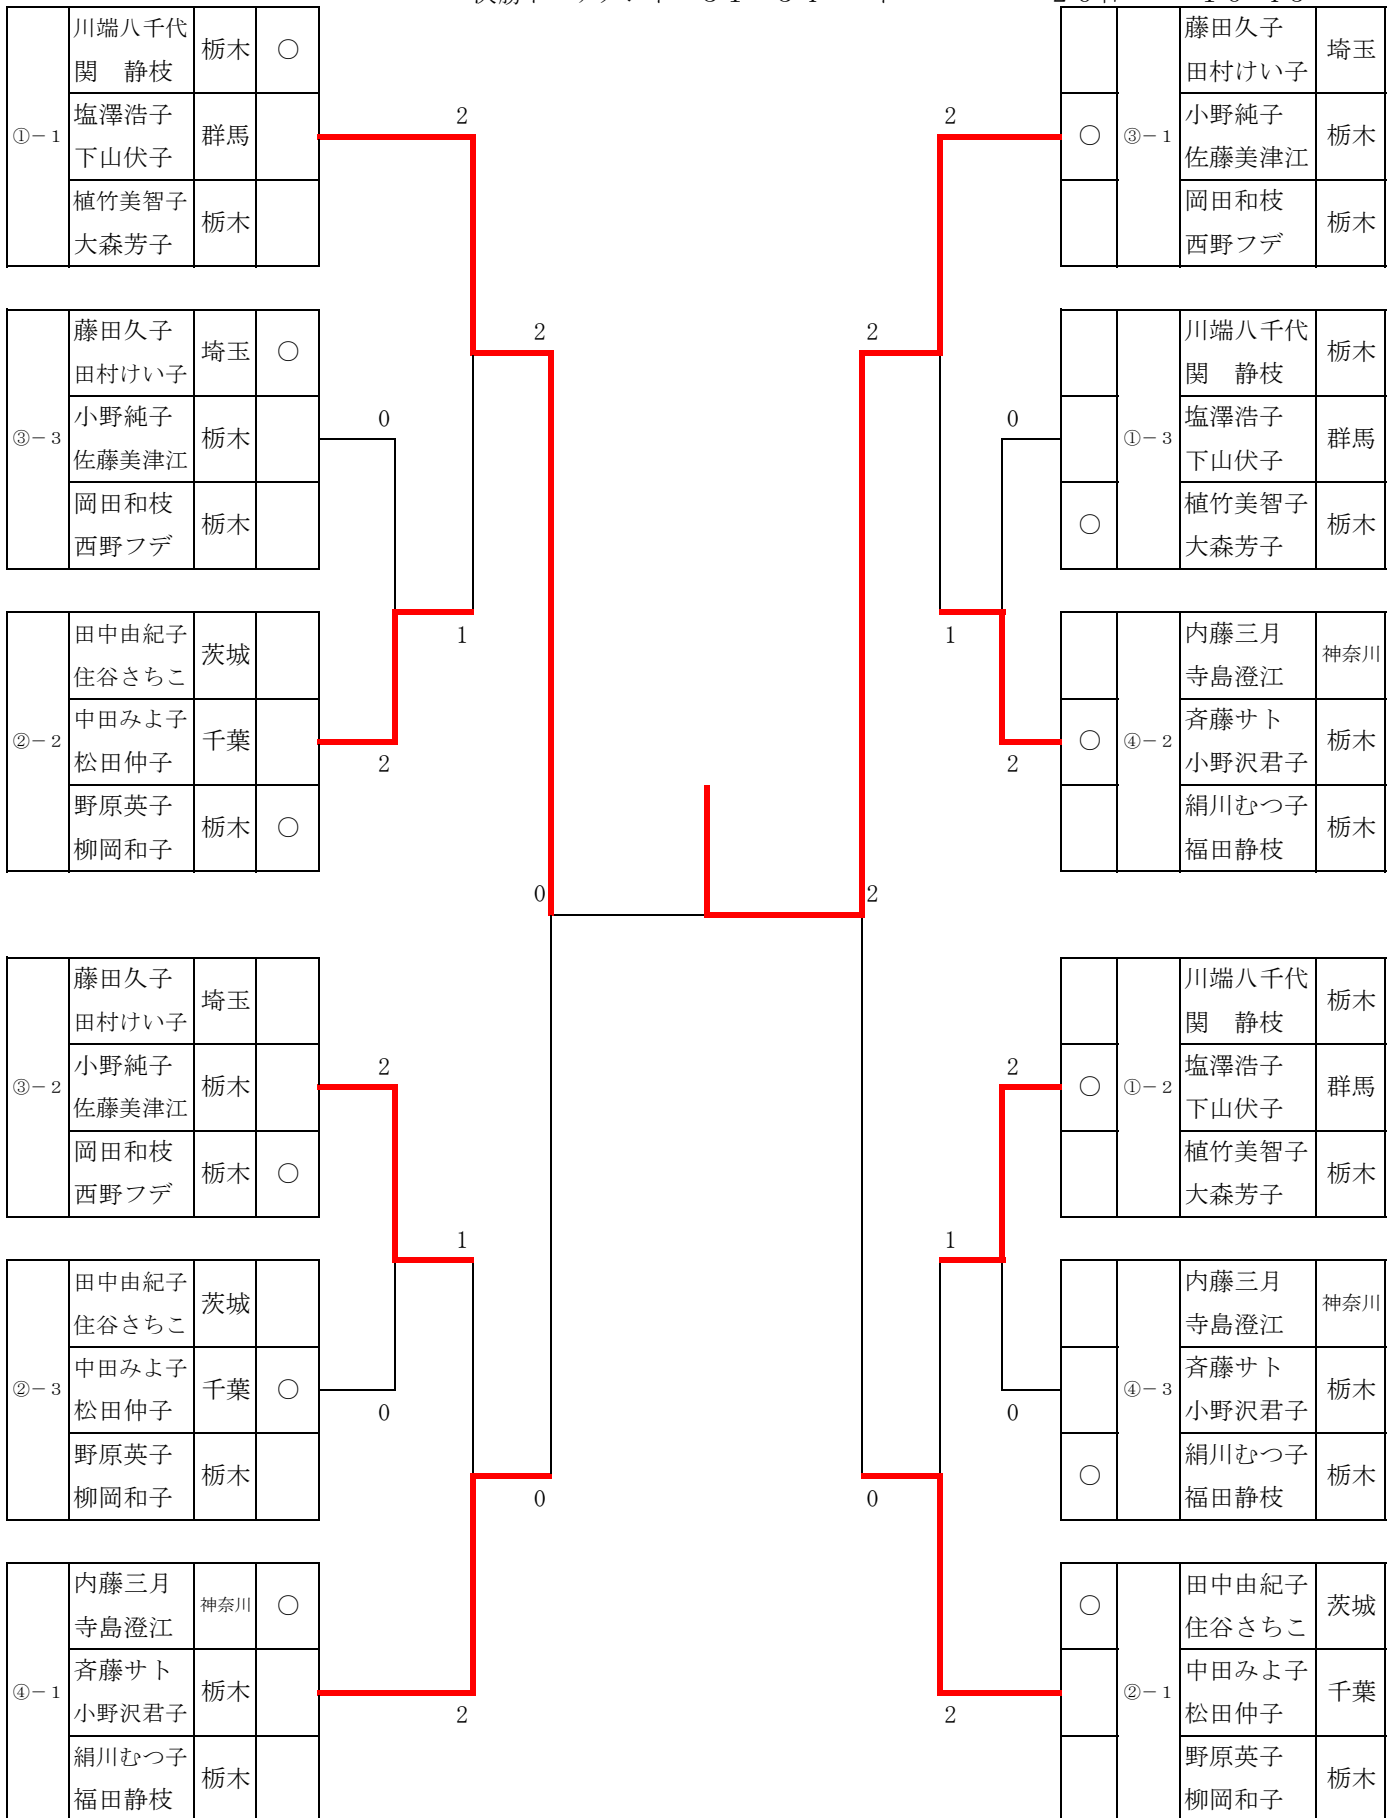 ①－１
川端八千代
関　静枝
栃木
○
塩澤浩子
下山伏子
群馬
植竹美智子
大森芳子
栃木
2
③－３
藤田久子
田村けい子
埼玉
○
小野純子
佐藤美津江
栃木
岡田和枝
西野フデ
栃木
0
2
②－２
田中由紀子
住谷さちこ
茨城
中田みよ子
松田仲子
千葉
野原英子
柳岡和子
栃木
○
1
2
0
③－２
藤田久子
田村けい子
埼玉
小野純子
佐藤美津江
栃木
岡田和枝
西野フデ
栃木
○
2
1
②－３
田中由紀子
住谷さちこ
茨城
中田みよ子
松田仲子
千葉
○
野原英子
柳岡和子
栃木
0
0
④－１
内藤三月
寺島澄江
神奈川
○
斉藤サト
小野沢君子
栃木
絹川むつ子
福田静枝
栃木
2
③－１
藤田久子
田村けい子
埼玉
○
小野純子
佐藤美津江
栃木
岡田和枝
西野フデ
栃木
2
2
①－３
川端八千代
関　静枝
栃木
塩澤浩子
下山伏子
群馬
○
植竹美智子
大森芳子
栃木
0
1
④－２
内藤三月
寺島澄江
神奈川
○
斉藤サト
小野沢君子
栃木
絹川むつ子
福田静枝
栃木
2
2
①－２
川端八千代
関　静枝
栃木
○
塩澤浩子
下山伏子
群馬
植竹美智子
大森芳子
栃木
2
1
④－３
内藤三月
寺島澄江
神奈川
斉藤サト
小野沢君子
栃木
○
絹川むつ子
福田静枝
栃木
0
0
②－１
○
田中由紀子
住谷さちこ
茨城
中田みよ子
松田仲子
千葉
野原英子
柳岡和子
栃木
2